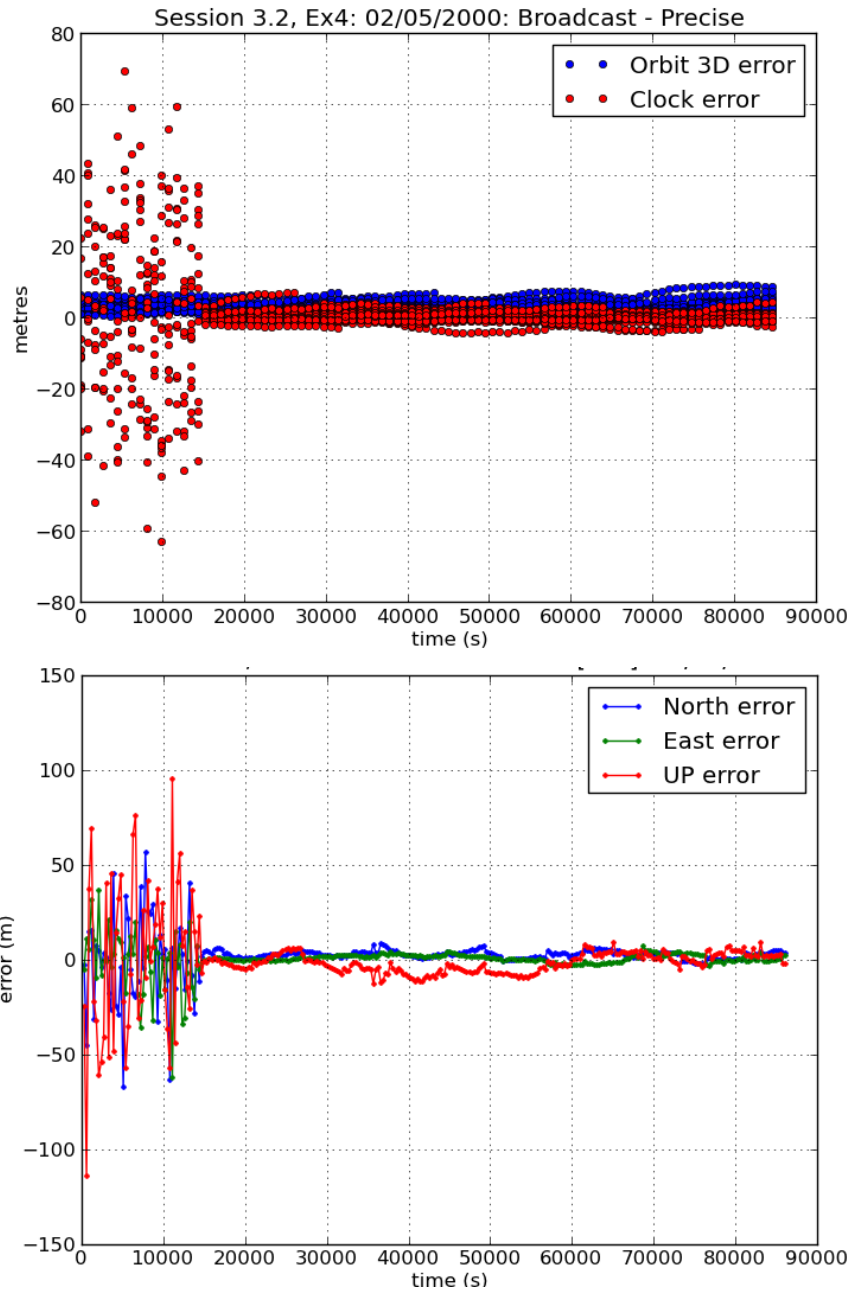 Session 3.2, Ex4: 02/05/2000: Broadcast - Precise
80
60
40
20
0
−20
−40
−60
−80
metres
Orbit 3D error
Clock error
0 10000 20000 30000 40000 50000 60000 70000 80000 90000
time (s)
150
100
50
0
−50
−100
−150
error (m)
North error
East error
UP error
0 10000 20000 30000 40000 50000 60000 70000 80000 90000
time (s)